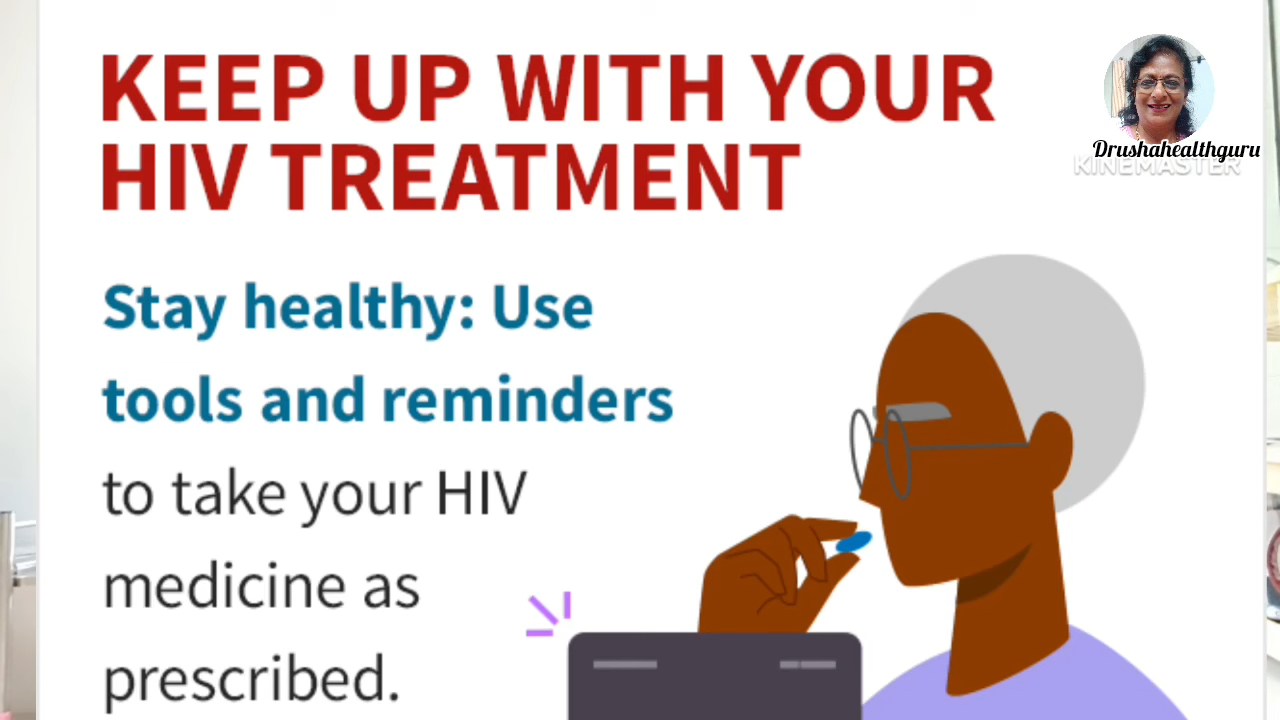 KEEP UP WITH YOUR
HIV TREATMENT
Drushahealthguru
KINEMASTER
Stay healthy: Use
tools and reminders
to take your HIV
medicine as
prescribed.